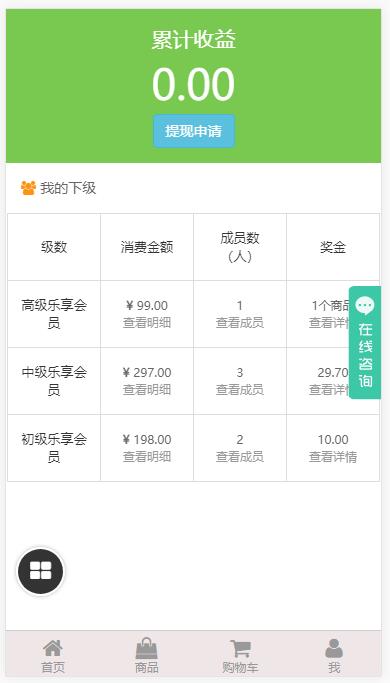 累计收益
0.00
提现申请
我的下级
级数 消费金额 成员数（人） 奖金
高级乐享会员 ¥ 99.00 查看明细 1 查看成员 1个商品 查看详情
中级乐享会员 ¥ 297.00 查看明细 3 查看成员 29.70 查看详情
初级乐享会员 ¥ 198.00 查看明细 2 查看成员 10.00 查看详情
在线咨询
首页 商品 购物车 我